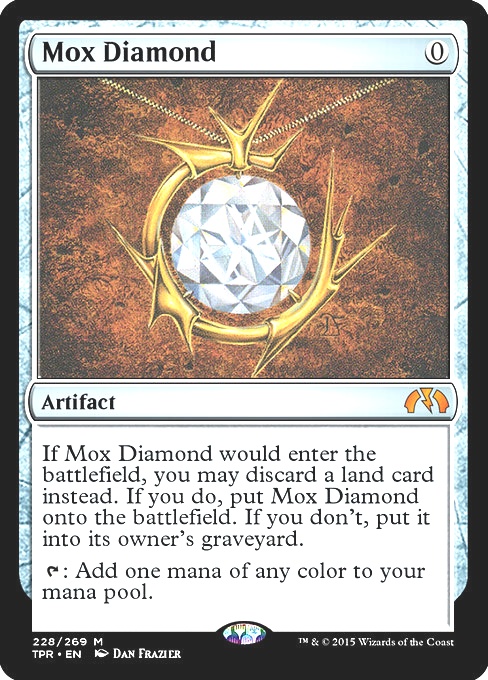 Mox Diamond 0
Artifact
If Mox Diamond would enter the
battlefield, you may discard a land card
instead. If you do, put Mox Diamond
onto the battlefield. If you don't, put it
into its owner's graveyard.
: Add one mana of any color to your
mana pool.
228/269 M
TPR • EN Dan Frazier
™ & © 2015 Wizards of the Coast